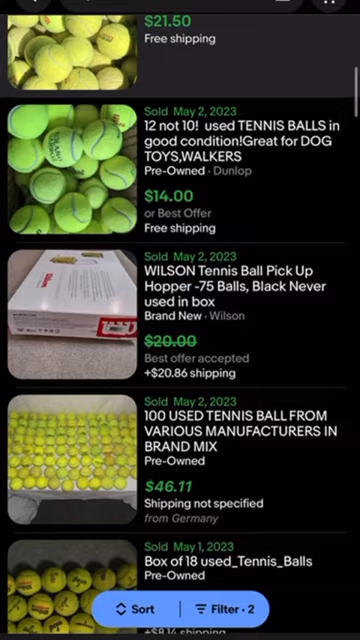 $21.50
Free shipping
Sold May 2, 2023
12 not 10! used TENNIS BALLS in
good condition!Great for DOG
TOYS,WALKERS
Pre-Owned · Dunlop
$14.00
or Best Offer
Free shipping
Sold May 2, 2023
WILSON Tennis Ball Pick Up
Hopper -75 Balls, Black Never
used in box
Brand New · Wilson
$20.00
Best offer accepted
+$20.86 shipping
Sold May 2, 2023
100 USED TENNIS BALL FROM
VARIOUS MANUFACTURERS IN
BRAND MIX
Pre-Owned
$46.11
Shipping not specified
from Germany
Sold May 1, 2023
Box of 18 used_Tennis_Balls
Pre-Owned
Sort
Filter · 2
+$8.14 shipping